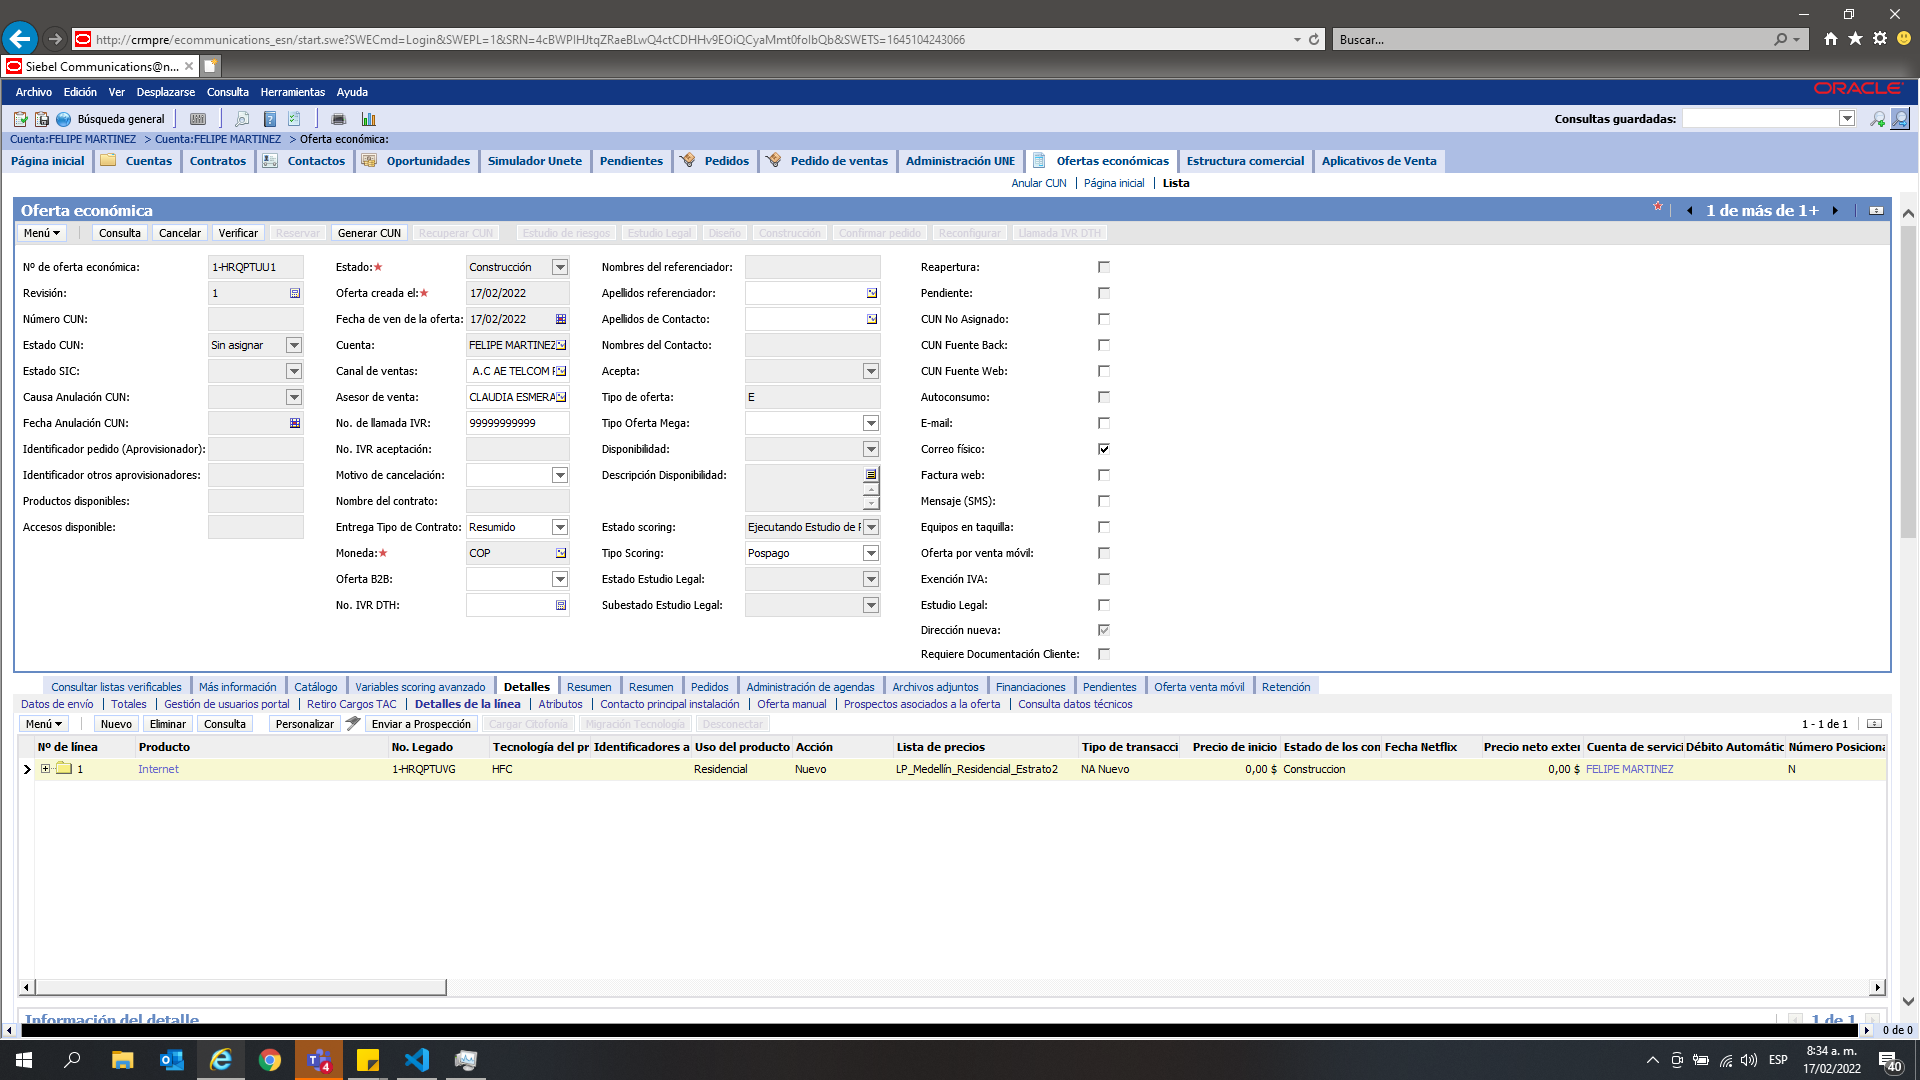 http://crmpre/ecommunications_esn/start.swe?SWECmd=Login&SWEPL=1&SRN=4cBWPIHJtqZRaeBLwQ4ctCDHHv9EOiQCyaMmt0folbQb&SWETS=1645104243066
Buscar...
Siebel Communications@n...
Archivo Edición Ver Desplazarse Consulta Herramientas Ayuda
ORACLE
Búsqueda general
Consultas guardadas:
Cuenta:FELIPE MARTINEZ > Cuenta:FELIPE MARTINEZ > Oferta económica:
Página inicial Cuentas Contratos Contactos Oportunidades Simulador Unete Pendientes Pedidos Pedido de ventas Administración UNE Ofertas económicas Estructura comercial Aplicativos de Venta
Anular CUN Página inicial Lista
Oferta económica
1 de más de 1+
Menú Consulta Cancelar Verificar Reservar Generar CUN Recuperar CUN Estudio de riesgos Estudio Legal Diseño Construcción Confirmar pedido Reconfigurar Llamada IVR DTH
Nº de oferta económica: 1-HRQPTUU1 Estado:★ Construcción Nombres del referenciador: Reapertura:
Revisión: 1 Oferta creada el:★ 17/02/2022 Apellidos referenciador: Pendiente:
Número CUN: Fecha de ven de la oferta: 17/02/2022 Apellidos de Contacto: CUN No Asignado:
Estado CUN: Sin asignar Cuenta: FELIPE MARTINEZ Nombres del Contacto: CUN Fuente Back:
Estado SIC: Canal de ventas: A.C AE TELCOM Acepta: CUN Fuente Web:
Causa Anulación CUN: Asesor de venta: CLAUDIA ESMERA Tipo de oferta: E Autoconsumo:
Fecha Anulación CUN: No. de llamada IVR: 99999999999 Tipo Oferta Mega: E-mail:
Identificador pedido (Aprovisionador): No. IVR aceptación: Disponibilidad: Correo físico:
Identificador otros aprovisionadores: Motivo de cancelación: Descripción Disponibilidad: Factura web:
Productos disponibles: Nombre del contrato: Mensaje (SMS):
Accesos disponible: Entrega Tipo de Contrato: Resumido Estado scoring: Ejecutando Estudio de Equipos en taquilla:
Moneda:★ COP Tipo Scoring: Pospago Oferta por venta móvil:
Oferta B2B: Estado Estudio Legal: Exención IVA:
No. IVR DTH: Subestado Estudio Legal: Estudio Legal:
Dirección nueva:
Requiere Documentación Cliente:
Consultar listas verificables Más información Catálogo Variables scoring avanzado Detalles Resumen Resumen Pedidos Administración de agendas Archivos adjuntos Financiaciones Pendientes Oferta venta móvil Retención
Datos de envío Totales Gestión de usuarios portal Retiro Cargos TAC Detalles de la línea Atributos Contacto principal instalación Oferta manual Prospectos asociados a la oferta Consulta datos técnicos
Menú Nuevo Eliminar Consulta Personalizar Enviar a Prospección Cargar Citofonía Migración Tecnología Desconectar 1 - 1 de 1
Nº de línea Producto No. Legado Tecnología del pr Identificadores a Uso del producto Acción Lista de precios Tipo de transacci Precio de inicio Estado de los con Fecha Netflix Precio neto exter Cuenta de servici Débito Automátic Número Posiciona
1 Internet 1-HRQPTUVG HFC Residencial Nuevo LP_Medellín_Residencial_Estrato2 NA Nuevo 0,00 $ Construccion 0,00 $ FELIPE MARTINEZ N
Información del detalle 1 de 1
0 de 0
4
ESP
8:34 a. m.
17/02/2022
40